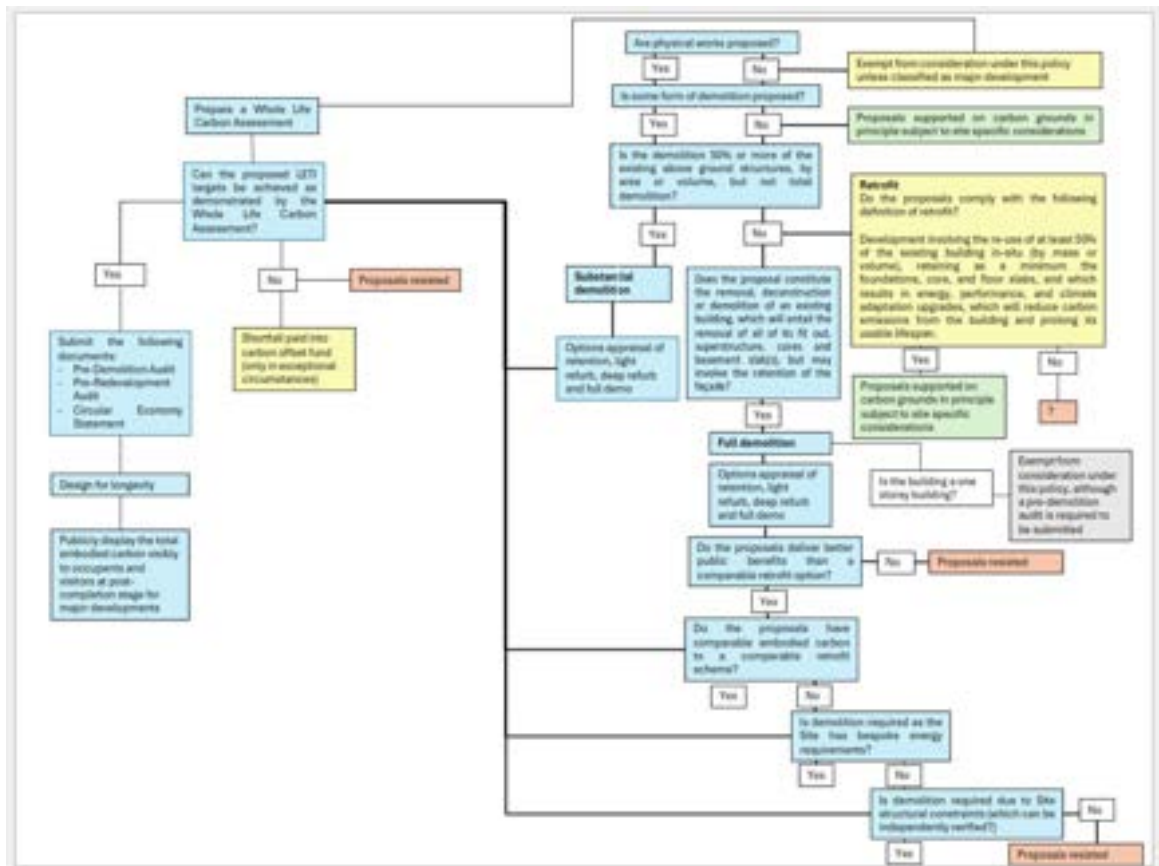 Are physical works proposed?
Yes
No
Exempt from consideration under this policy
unless classified as major development
Is some form of demolition proposed?
Yes
No
Proposals supported on carbon grounds in
principle subject to site specific considerations
Prepare a Whole Life
Carbon Assessment
Can the proposed LETI
targets be achieved as
demonstrated by the
Whole Life Carbon
Assessment?
Yes
No
Proposals resisted
Shortfall paid into
carbon offset fund
(only in exceptional
circumstances)
Submit the following
documents:
- Pre-Demolition Audit
- Pre-Redevelopment
Audit
- Circular Economy
Statement
Design for longevity
Publicly display the total
embodied carbon visibly
to occupants and
visitors at post-
completion stage for
major developments
Is the demolition 50% or more of the
existing above ground structures, by
area or volume, but not total
demolition?
Yes
No
Substantial
demolition
Options appraisal of
retention, light
refurb, deep refurb
and full demo
Retrofit
Do the proposals comply with the following
definition of retrofit?
Development involving the re-use of at least 50%
of the existing building in-situ (by mass or
volume), retaining as a minimum the
foundations, core, and floor slabs, and which
results in energy, performance, and climate
adaptation upgrades, which will reduce carbon
emissions from the building and prolong its
usable lifespan.
Yes
No
Proposals supported on
carbon grounds in principle
subject to site specific
considerations
?
Does the proposal constitute
the removal, deconstruction
or demolition of an existing
building, which will entail the
removal of all of its fit out,
superstructure, cores and
basement slab(s), but may
involve the retention of the
façade?
Yes
Full demolition
Options appraisal of
retention, light
refurb, deep refurb
and full demo
Is the building a one
storey building?
Exempt from
consideration under
this policy, although
a pre-demolition
audit is required to
be submitted
Do the proposals deliver better
public benefits than a
comparable retrofit option?
No
Proposals resisted
Yes
Do the proposals have
comparable embodied carbon
to a comparable retrofit
scheme?
Yes
No
Is demolition required as the
Site has bespoke energy
requirements?
Yes
No
Is demolition required due to Site
structural constraints (which can be
independently verified?)
No
Yes
Proposals resisted